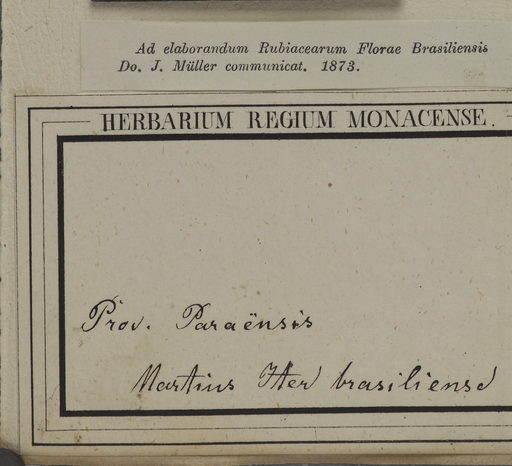 Ad elaborandum Rubiacearum Florae Brasiliensis
Do. J. Müller communicat. 1873.
HERBARIUM REGIUM MONACENSE.
Prov. Paraënsis
Martius Iter brasiliense